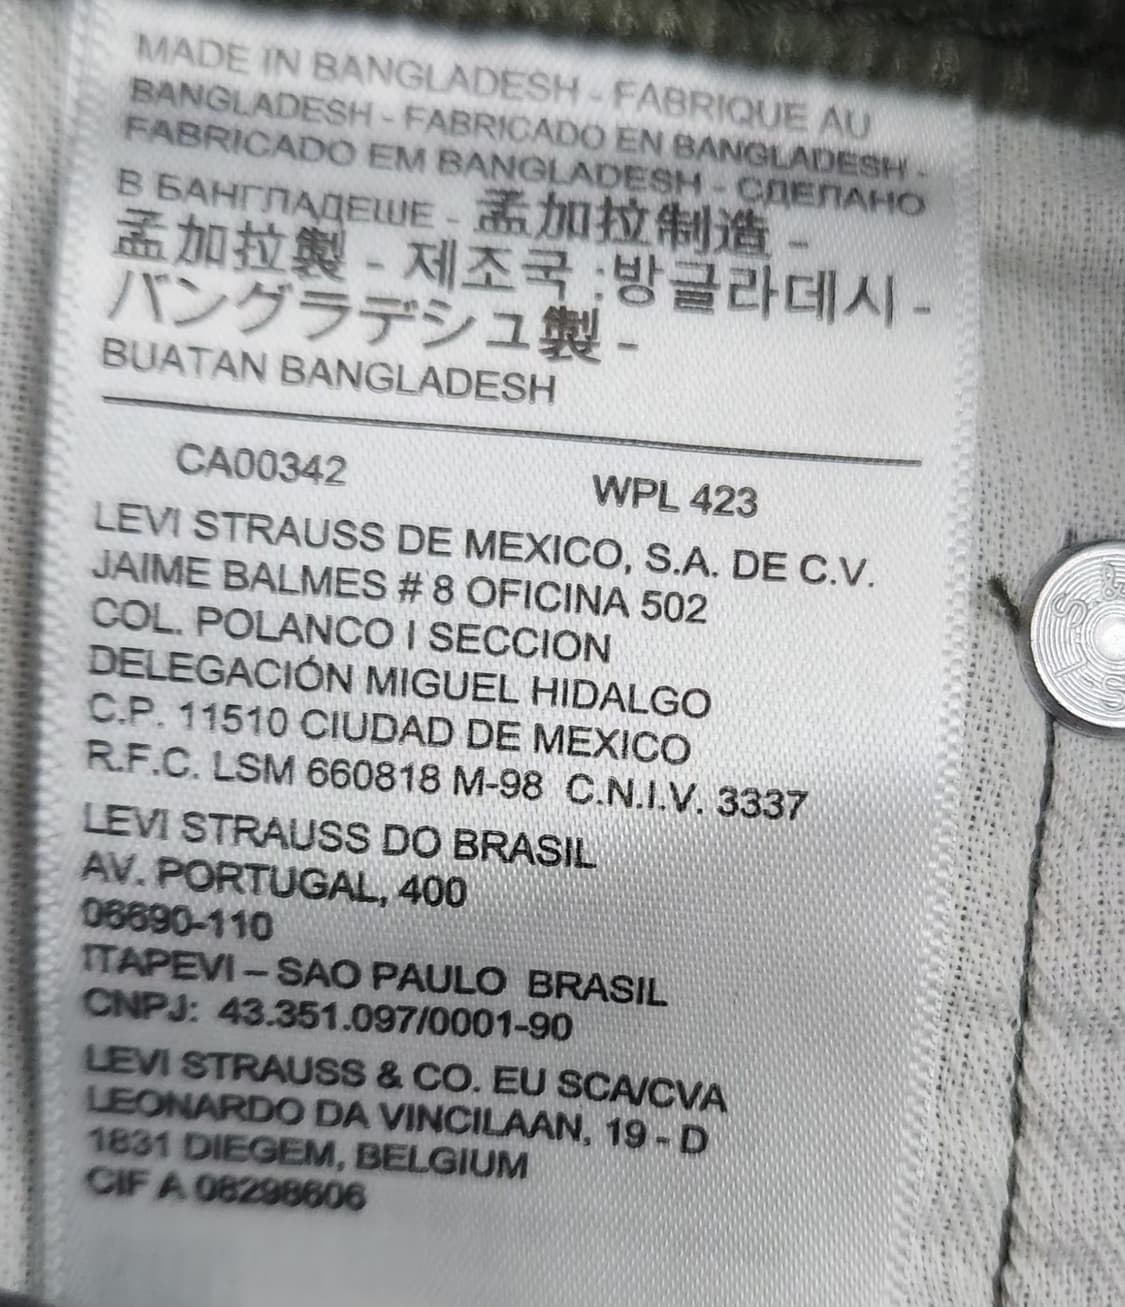 MADE IN BANGLADESH - FABRIQUE AU
BANGLADESH - FABRICADO EN BANGLADESH -
FABRICADO EM BANGLADESH - СДЕЛАНО
В БАНГЛАДЕШЕ - 孟加拉制造 -
孟加拉製 - 제조국 :방글라데시 -
バングラデシュ製 -
BUATAN BANGLADESH
CA00342 WPL 423
LEVI STRAUSS DE MEXICO, S.A. DE C.V.
JAIME BALMES # 8 OFICINA 502
COL. POLANCO I SECCION
DELEGACIÓN MIGUEL HIDALGO
C.P. 11510 CIUDAD DE MEXICO
R.F.C. LSM 660818 M-98 C.N.I.V. 3337
LEVI STRAUSS DO BRASIL
AV. PORTUGAL, 400
06690-110
ITAPEVI – SAO PAULO BRASIL
CNPJ: 43.351.097/0001-90
LEVI STRAUSS & CO. EU SCA/CVA
LEONARDO DA VINCILAAN, 19 - D
1831 DIEGEM, BELGIUM
CIF A 08298606